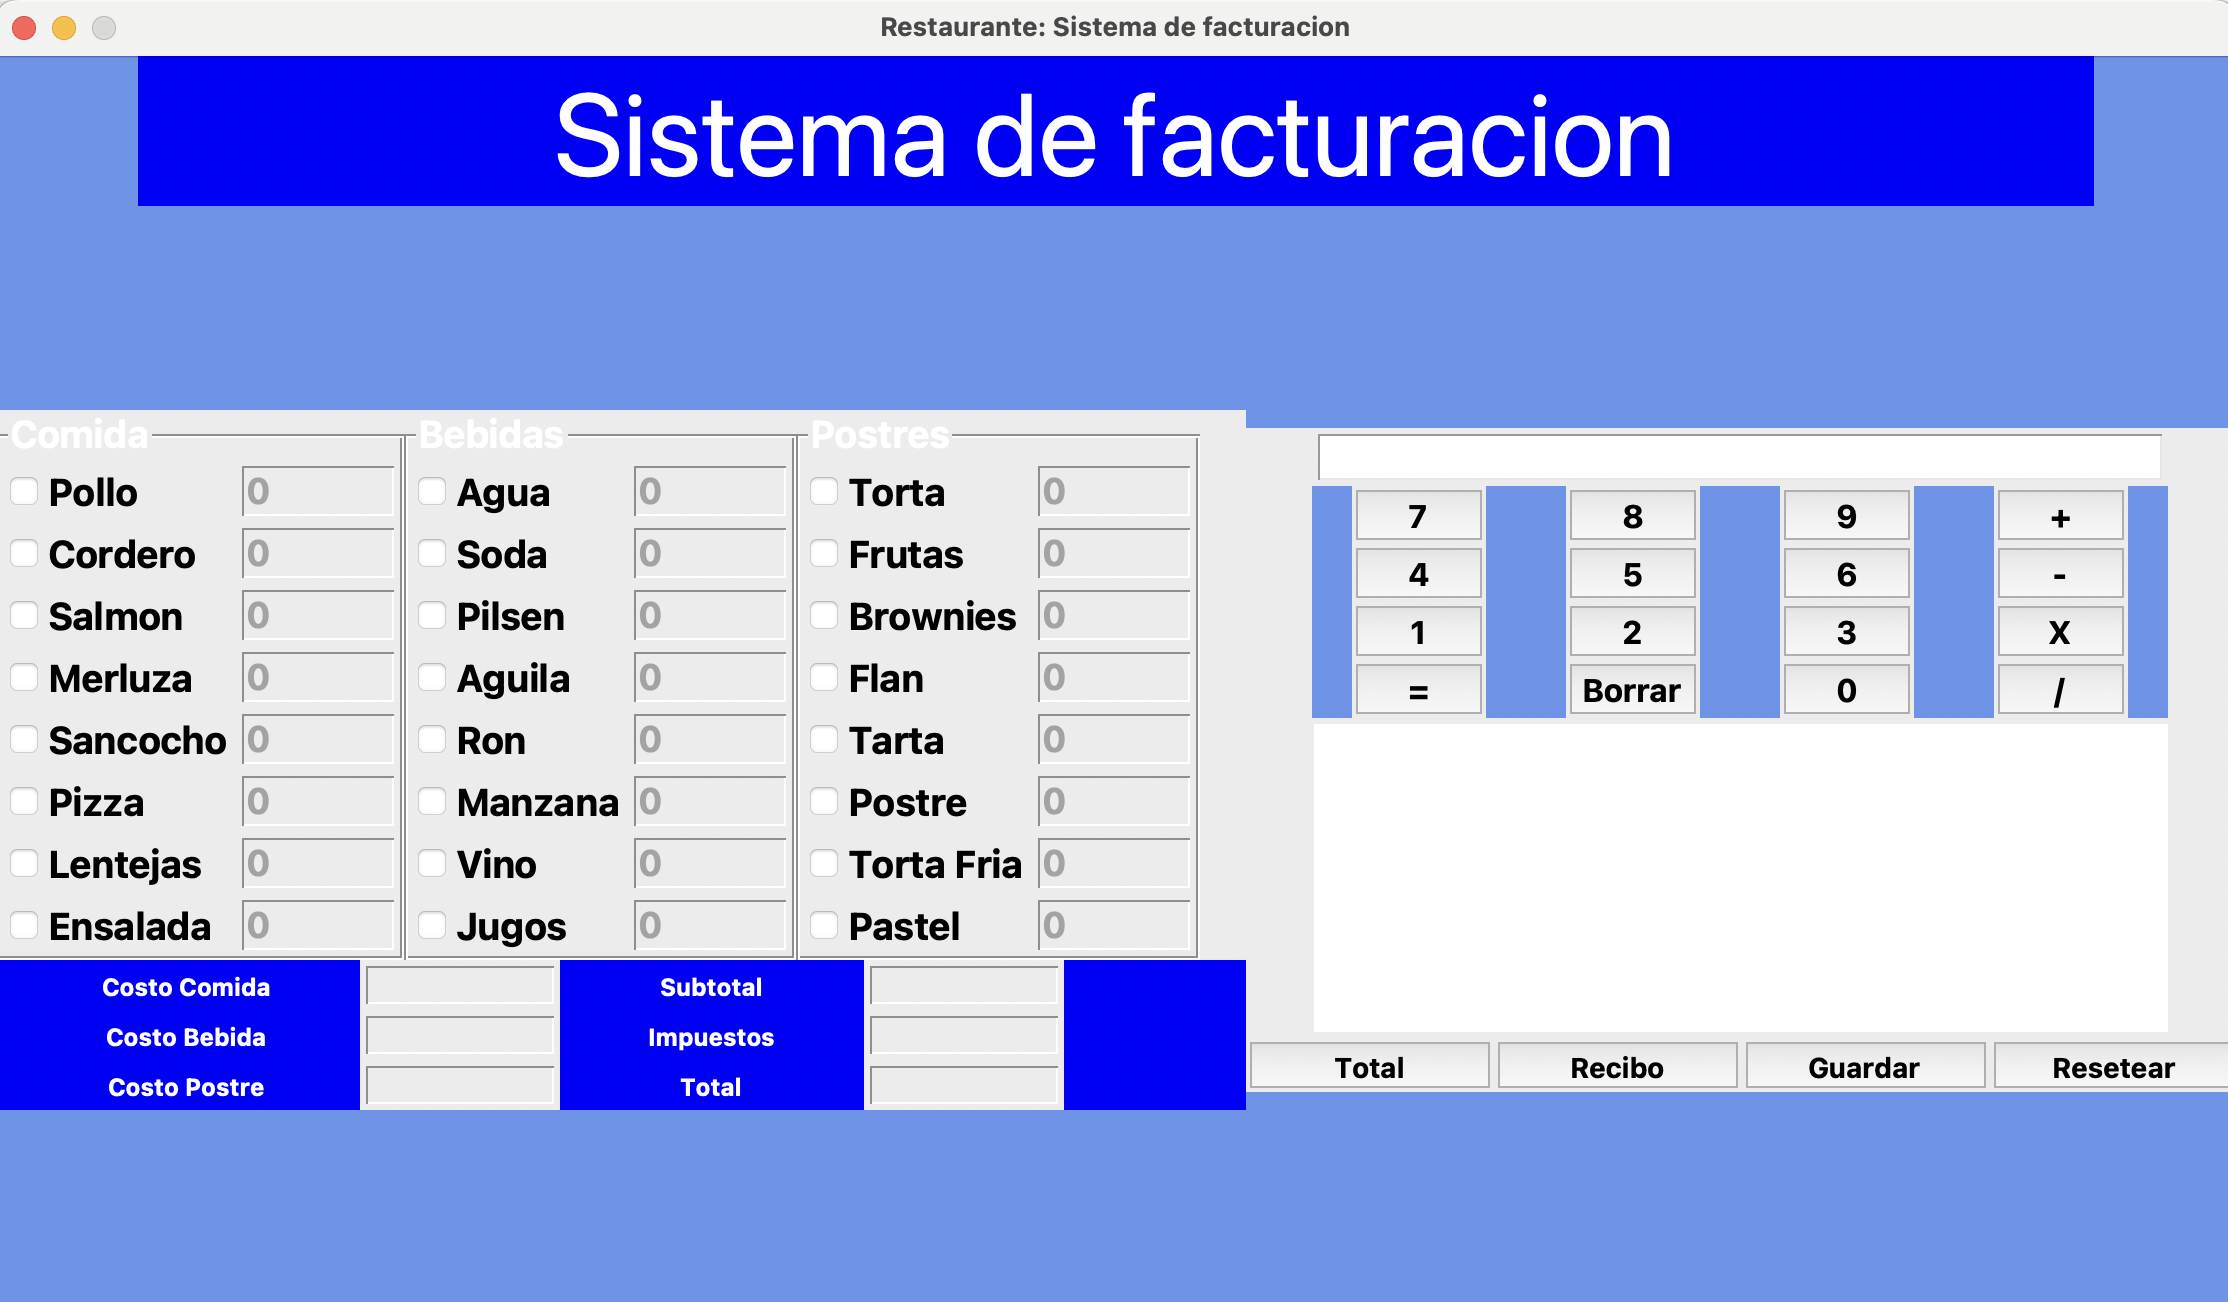 Restaurante: Sistema de facturacion
Sistema de facturacion
Comida
Pollo 0
Cordero 0
Salmon 0
Merluza 0
Sancocho 0
Pizza 0
Lentejas 0
Ensalada 0
Bebidas
Agua 0
Soda 0
Pilsen 0
Aguila 0
Ron 0
Manzana 0
Vino 0
Jugos 0
Postres
Torta 0
Frutas 0
Brownies 0
Flan 0
Tarta 0
Postre 0
Torta Fria 0
Pastel 0
Costo Comida
Costo Bebida
Costo Postre
Subtotal
Impuestos
Total
7 8 9 +
4 5 6 -
1 2 3 X
= Borrar 0 /
Total Recibo Guardar Resetear